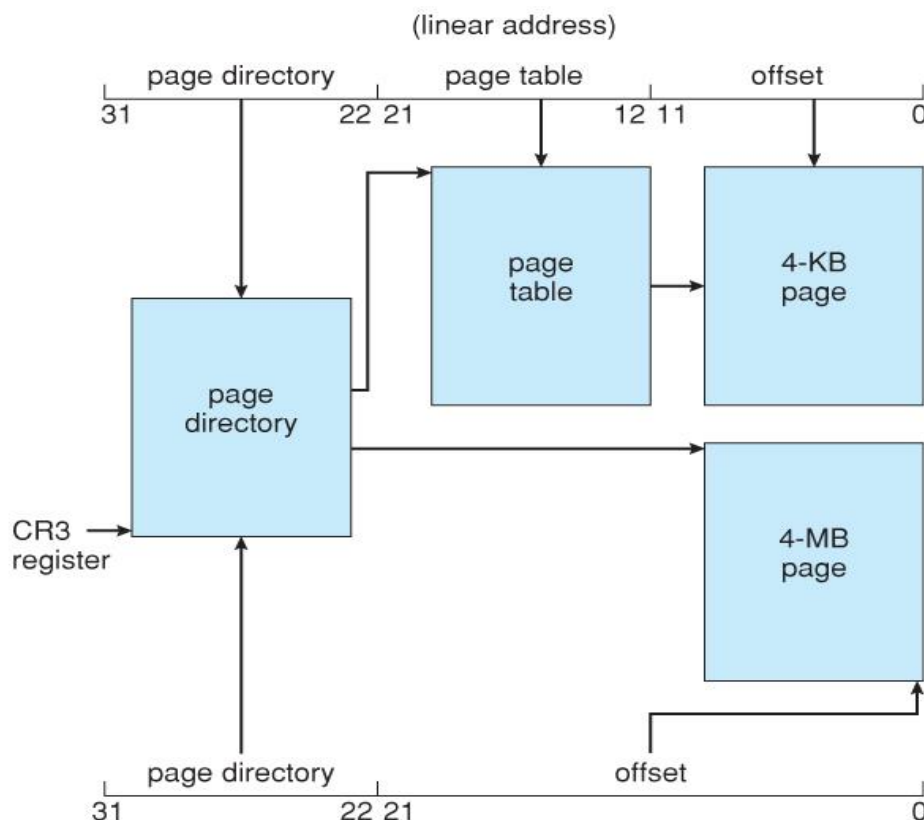 (linear address)
page directory page table offset
31 22 21 12 11 0
page
table
4-KB
page
page
directory
CR3
register
4-MB
page
page directory offset
31 22 21 0